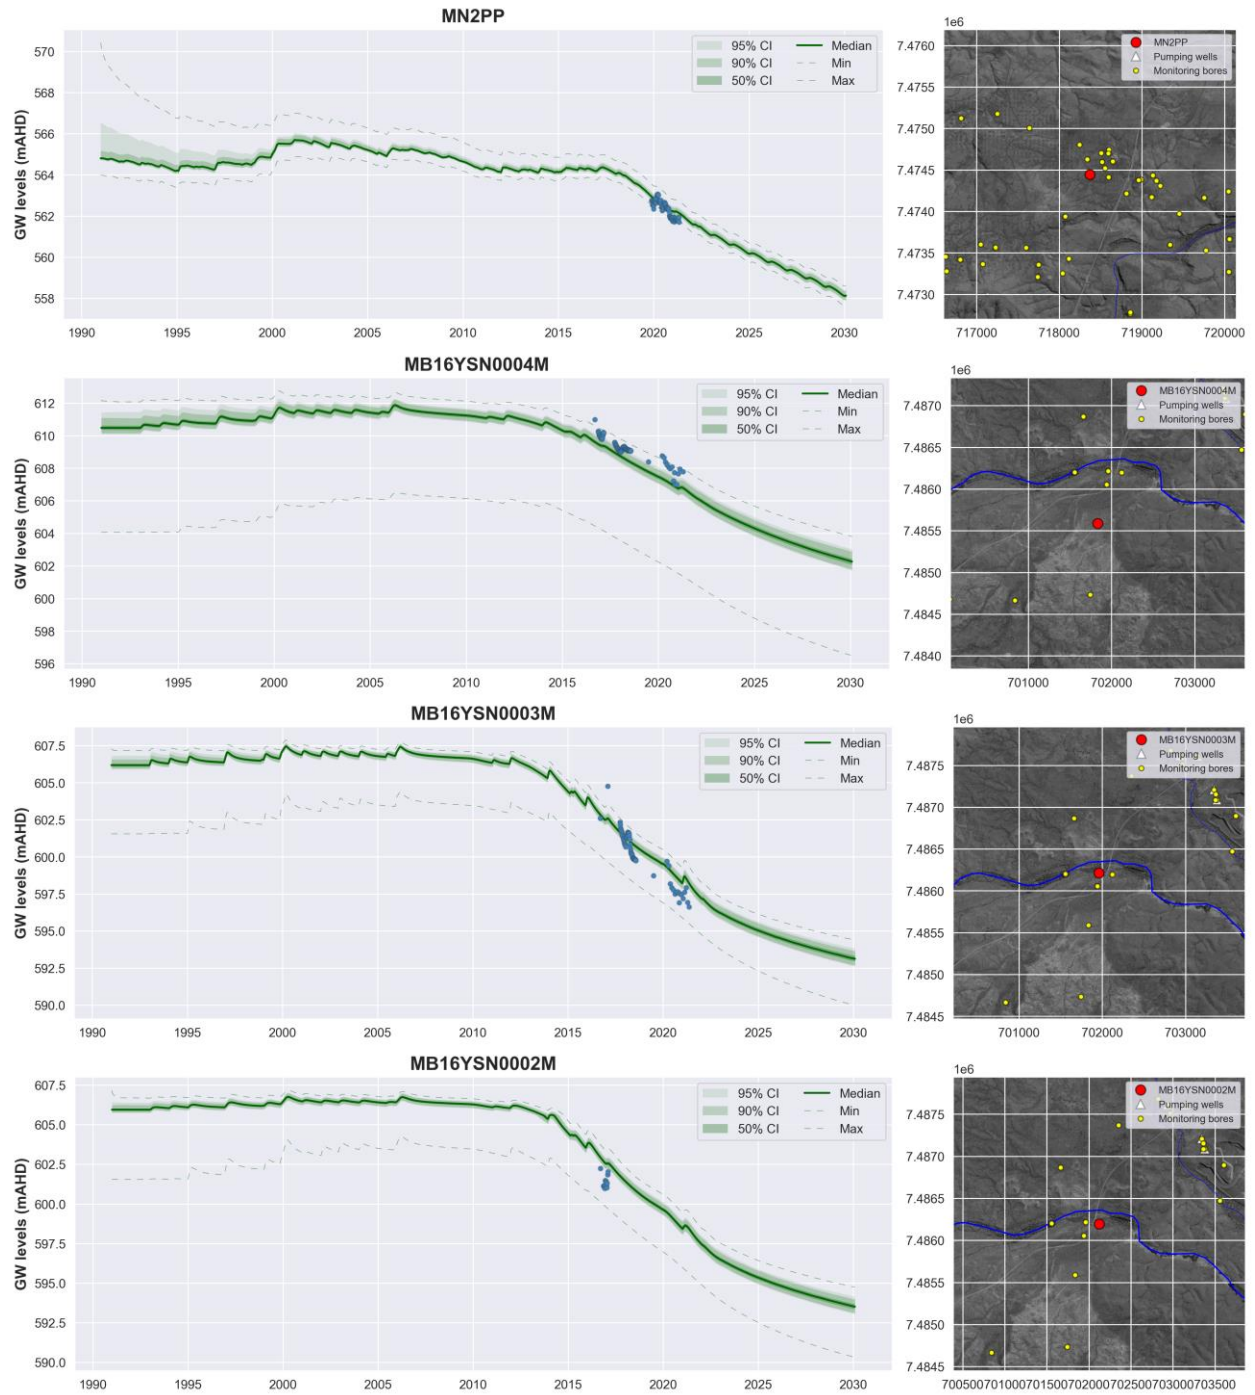 MN2PP
GW levels (mAHD)
570
568
566
564
562
560
558
1990
1995
2000
2005
2010
2015
2020
2025
2030
95% CI
90% CI
50% CI
Median
Min
Max
1e6
7.4760
7.4755
7.4750
7.4745
7.4740
7.4735
7.4730
717000
718000
719000
720000
MN2PP
Pumping wells
Monitoring bores
MB16YSN0004M
GW levels (mAHD)
612
610
608
606
604
602
600
598
596
1990
1995
2000
2005
2010
2015
2020
2025
2030
95% CI
90% CI
50% CI
Median
Min
Max
1e6
7.4870
7.4865
7.4860
7.4855
7.4850
7.4845
7.4840
701000
702000
703000
MB16YSN0004M
Pumping wells
Monitoring bores
MB16YSN0003M
GW levels (mAHD)
607.5
605.0
602.5
600.0
597.5
595.0
592.5
590.0
1990
1995
2000
2005
2010
2015
2020
2025
2030
95% CI
90% CI
50% CI
Median
Min
Max
1e6
7.4875
7.4870
7.4865
7.4860
7.4855
7.4850
7.4845
701000
702000
703000
MB16YSN0003M
Pumping wells
Monitoring bores
MB16YSN0002M
GW levels (mAHD)
607.5
605.0
602.5
600.0
597.5
595.0
592.5
590.0
1990
1995
2000
2005
2010
2015
2020
2025
2030
95% CI
90% CI
50% CI
Median
Min
Max
1e6
7.4875
7.4870
7.4865
7.4860
7.4855
7.4850
7.4845
700500
701000
701500
702000
702500
703000
703500
MB16YSN0002M
Pumping wells
Monitoring bores